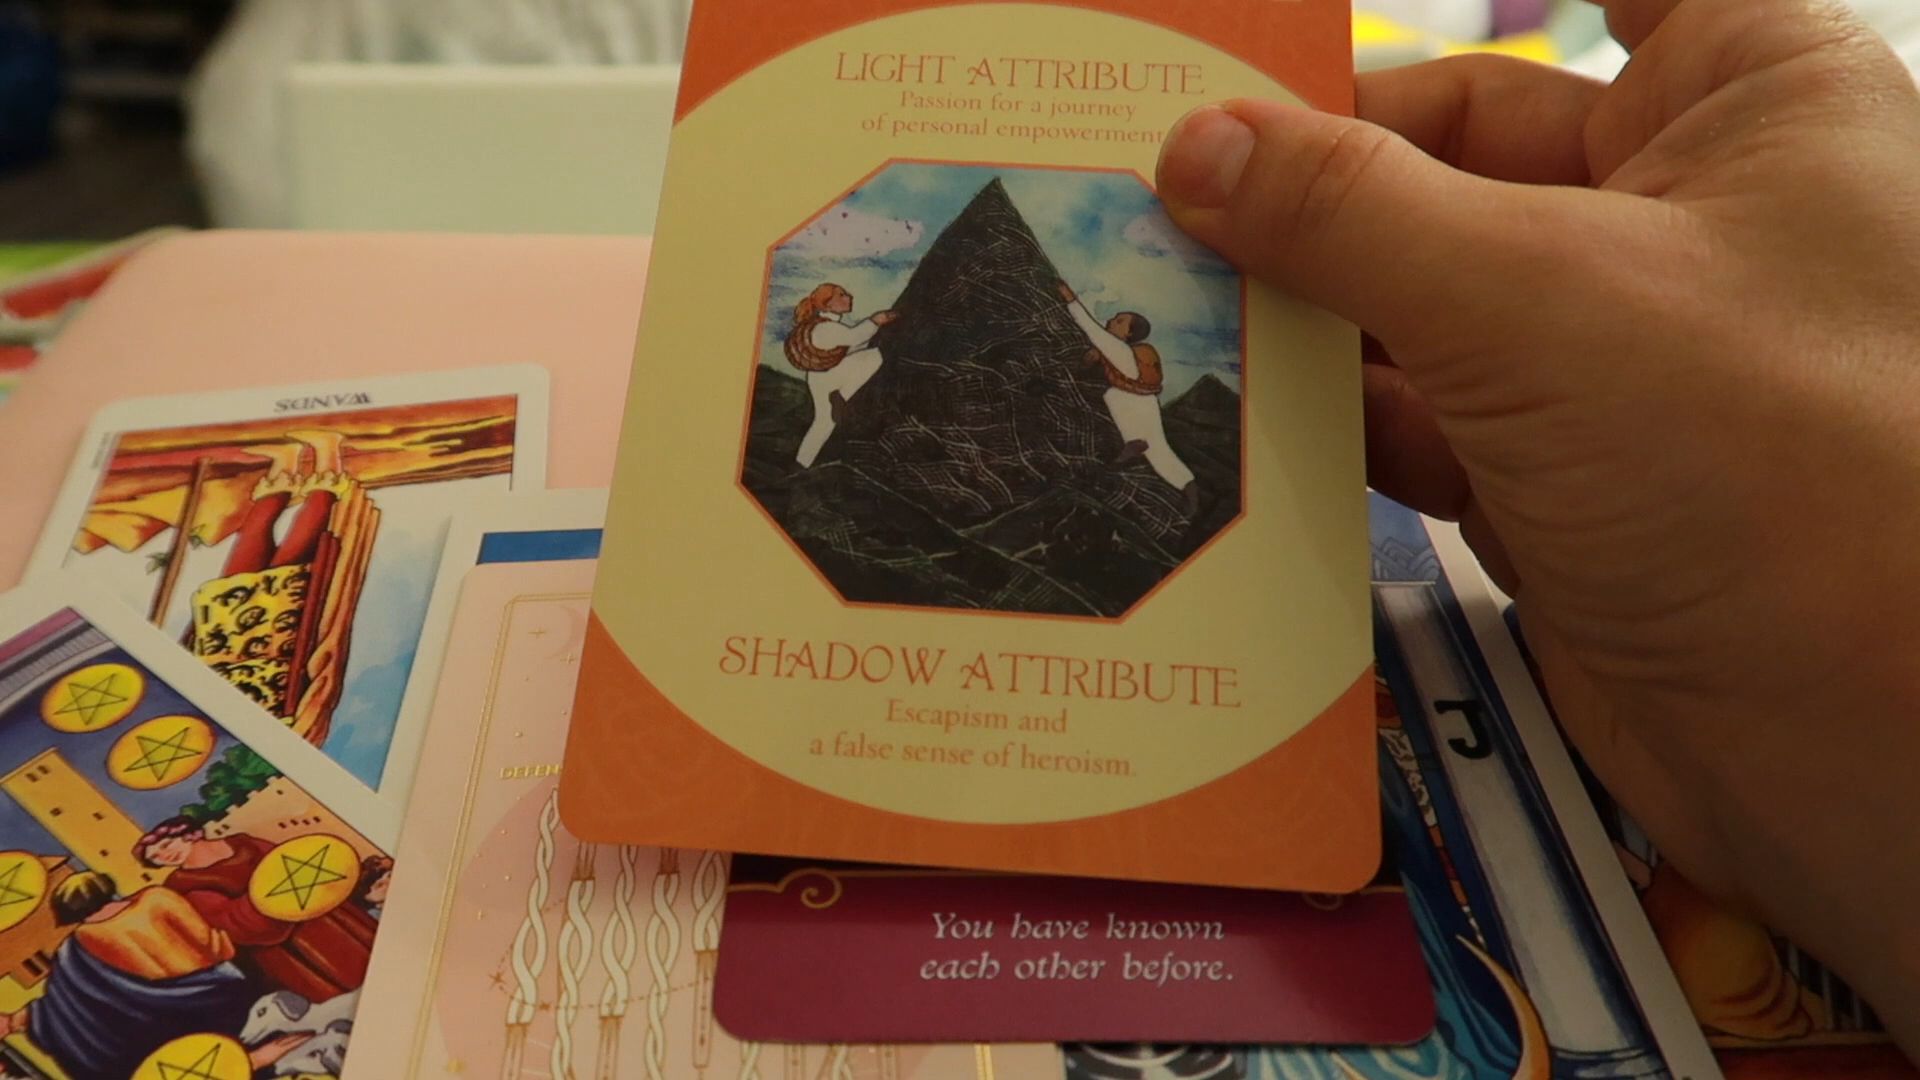 LIGHT ATTRIBUTE
Passion for a journey
of personal empowerment
SHADOW ATTRIBUTE
Escapism and
a false sense of heroism.
WANDS
DEFEN
J
You have known
each other before.